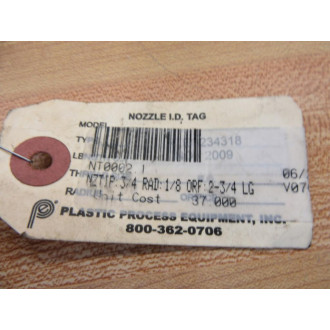 NOZZLE I.D. TAG
MODEL
234318
2009
NT0002 1
06/
NZTIP 3/4 RAD:1/8 ORF:2-3/4 LG
V07
Unit Cost 37.000
PLASTIC PROCESS EQUIPMENT, INC.
800-362-0706